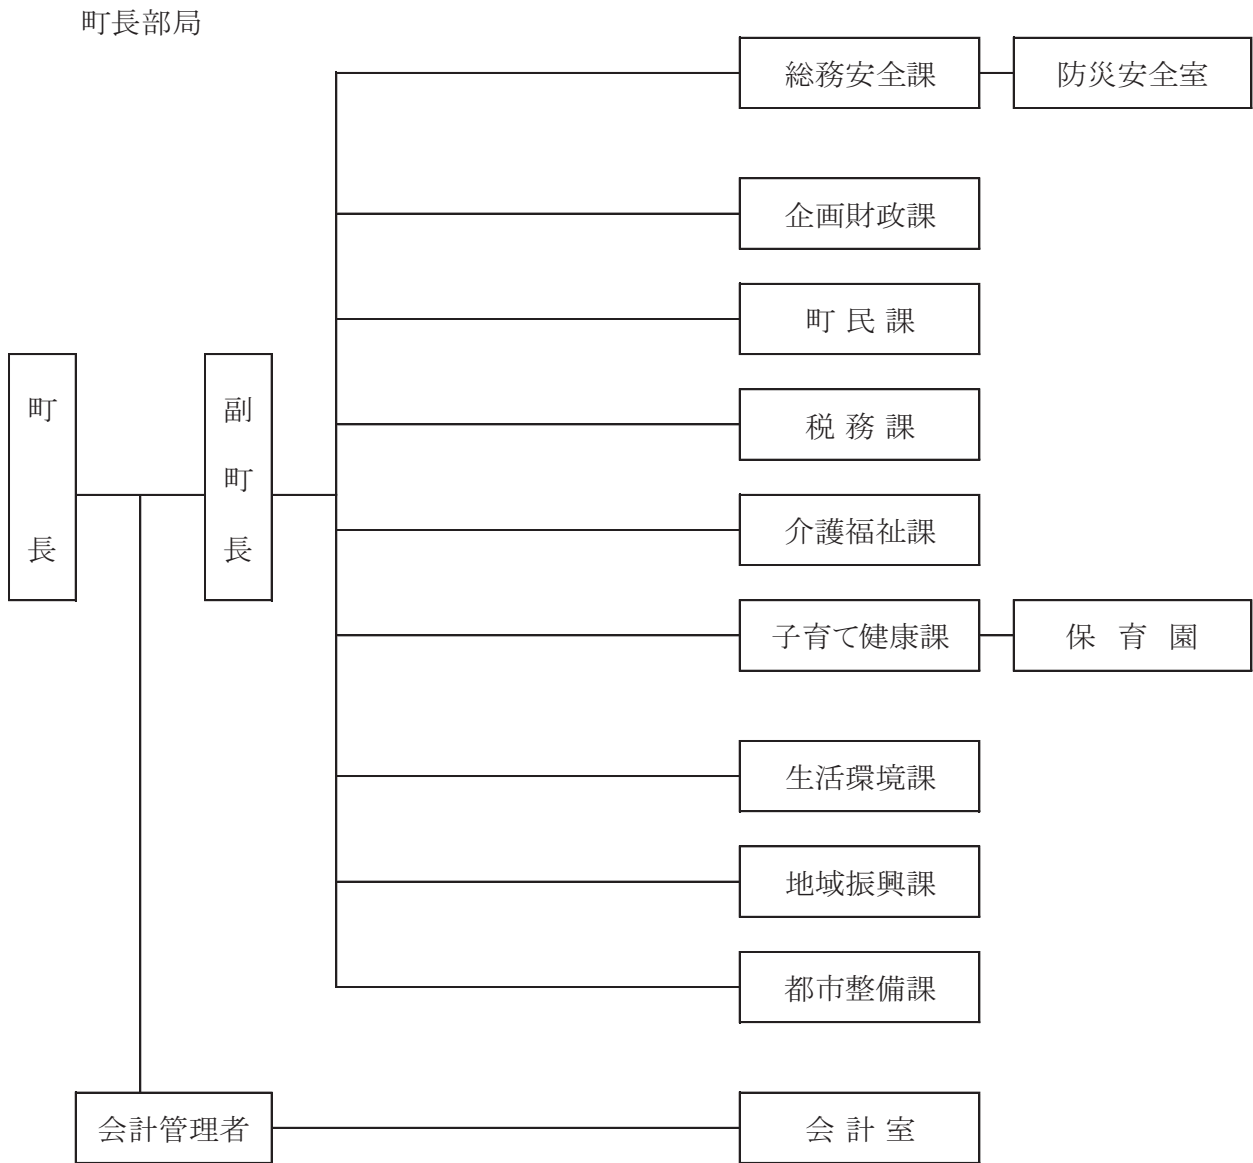 町長部局
総務安全課
防災安全室
企画財政課
町民課
税務課
町長
副町長
介護福祉課
子育て健康課
保育園
生活環境課
地域振興課
都市整備課
会計管理者
会計室